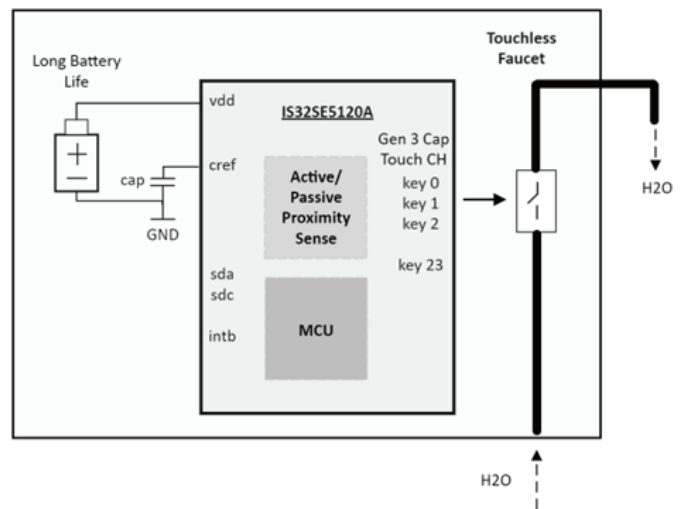 Touchless
Faucet
Long Battery
Life
vdd
IS32SE5120A
Gen 3 Cap
Touch CH
cref
cap
+
−
GND
Active/
Passive
Proximity
Sense
key 0
key 1
key 2
key 23
H2O
sda
sdc
intb
MCU
H2O